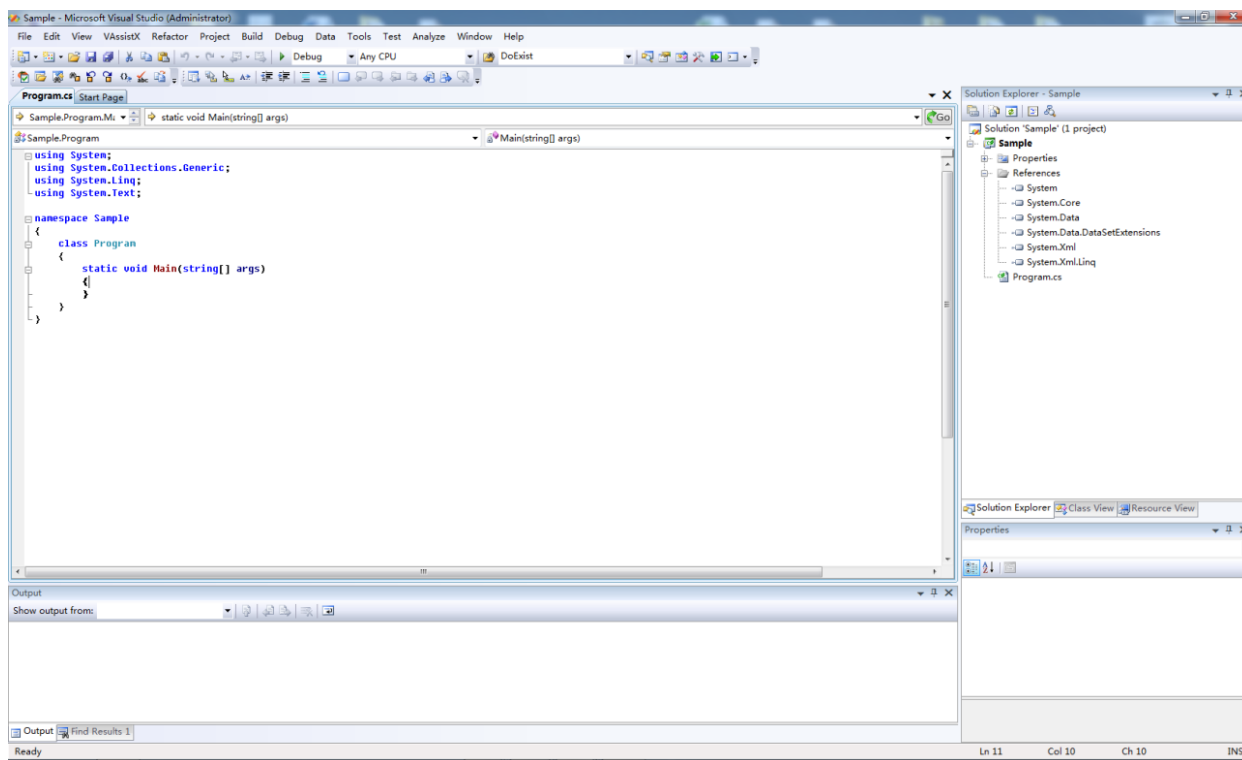 Sample - Microsoft Visual Studio (Administrator)
File Edit View VAssistX Refactor Project Build Debug Data Tools Test Analyze Window Help
Debug Any CPU DoExist
Program.cs Start Page
Sample.Program.Ma static void Main(string[] args) Go
Sample.Program Main(string[] args)
using System;
using System.Collections.Generic;
using System.Linq;
using System.Text;
namespace Sample
{
class Program
{
static void Main(string[] args)
{
}
}
}
Solution Explorer - Sample
Solution 'Sample' (1 project)
Sample
Properties
References
System
System.Core
System.Data
System.Data.DataSetExtensions
System.Xml
System.Xml.Linq
Program.cs
Solution Explorer Class View Resource View
Properties
Output
Show output from:
Output Find Results 1
Ready Ln 11 Col 10 Ch 10 INS